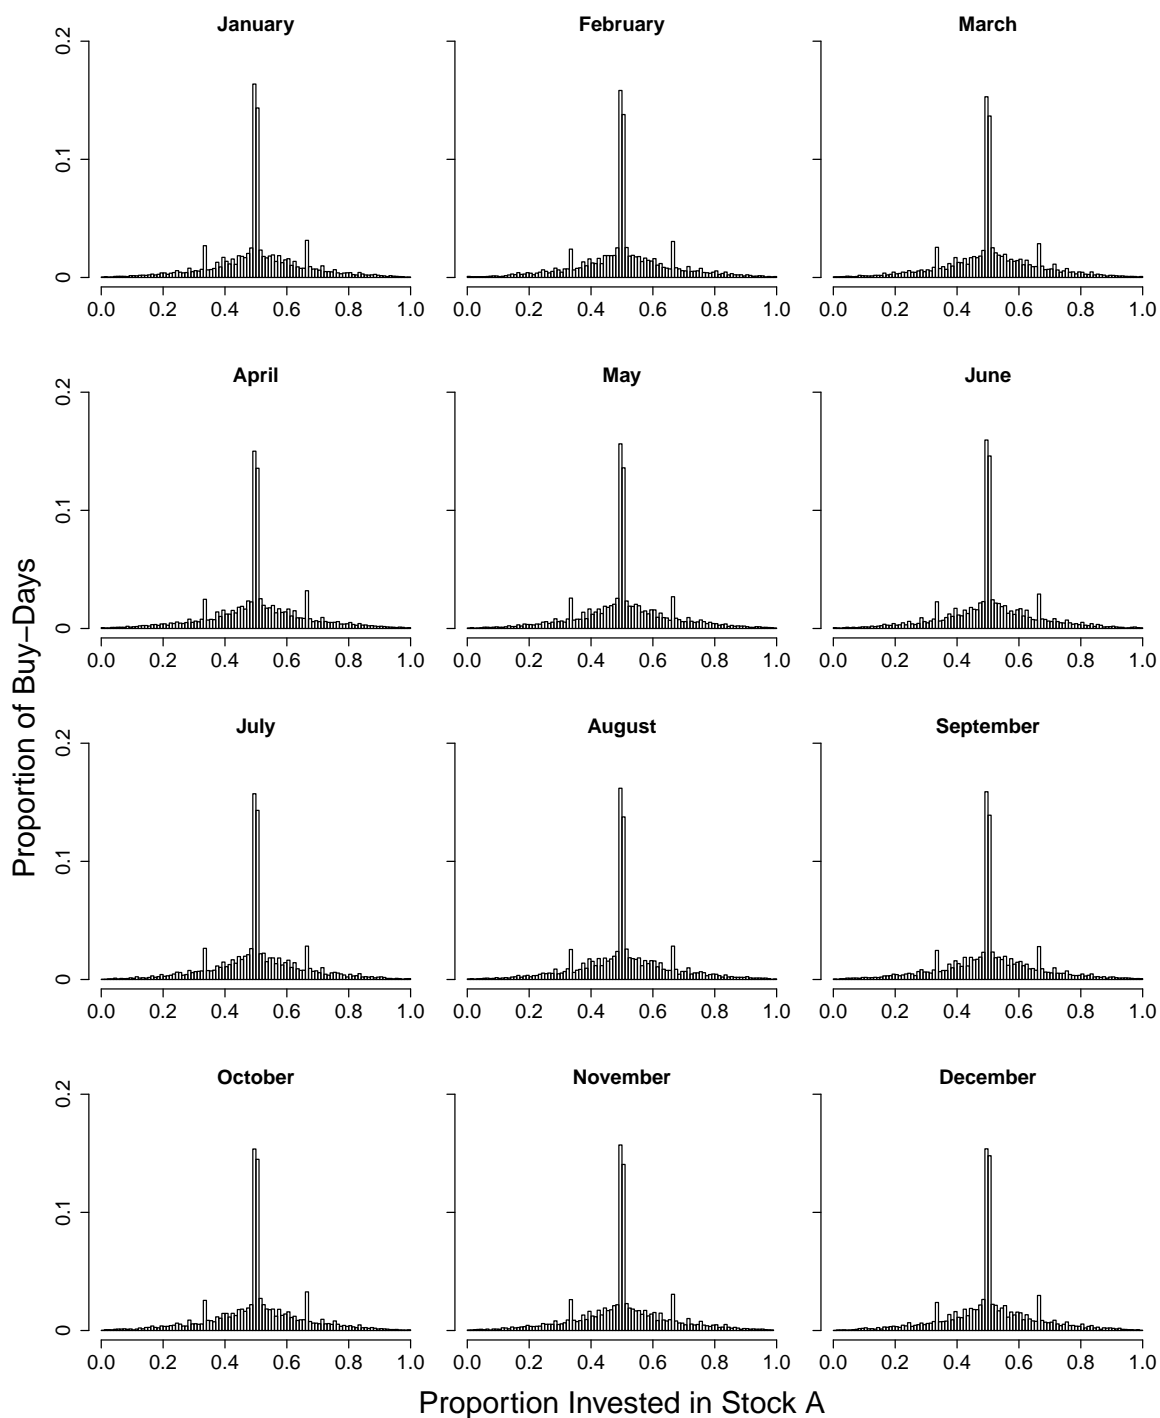 January February March
0.2
0.1
0
0.0 0.2 0.4 0.6 0.8 1.0 0.0 0.2 0.4 0.6 0.8 1.0 0.0 0.2 0.4 0.6 0.8 1.0
April May June
0.2
0.1
0
0.0 0.2 0.4 0.6 0.8 1.0 0.0 0.2 0.4 0.6 0.8 1.0 0.0 0.2 0.4 0.6 0.8 1.0
Proportion of Buy−Days
July August September
0.2
0.1
0
0.0 0.2 0.4 0.6 0.8 1.0 0.0 0.2 0.4 0.6 0.8 1.0 0.0 0.2 0.4 0.6 0.8 1.0
October November December
0.2
0.1
0
0.0 0.2 0.4 0.6 0.8 1.0 0.0 0.2 0.4 0.6 0.8 1.0 0.0 0.2 0.4 0.6 0.8 1.0
Proportion Invested in Stock A